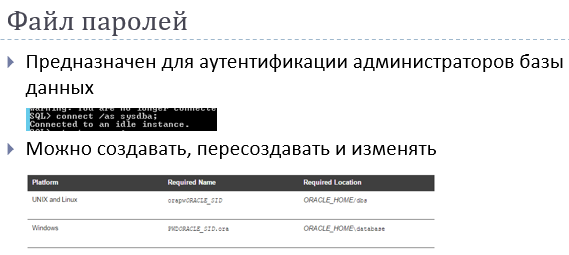 Файл паролей
Предназначен для аутентификации администраторов базы
данных
warning: You are no longer connecte
SQL> connect /as sysdba;
Connected to an idle instance.
Можно создавать, пересоздавать и изменять
Platform Required Name Required Location
UNIX and Linux orapwORACLE_SID ORACLE_HOME/dbs
Windows PWDORACLE_SID.ora ORACLE_HOME\database